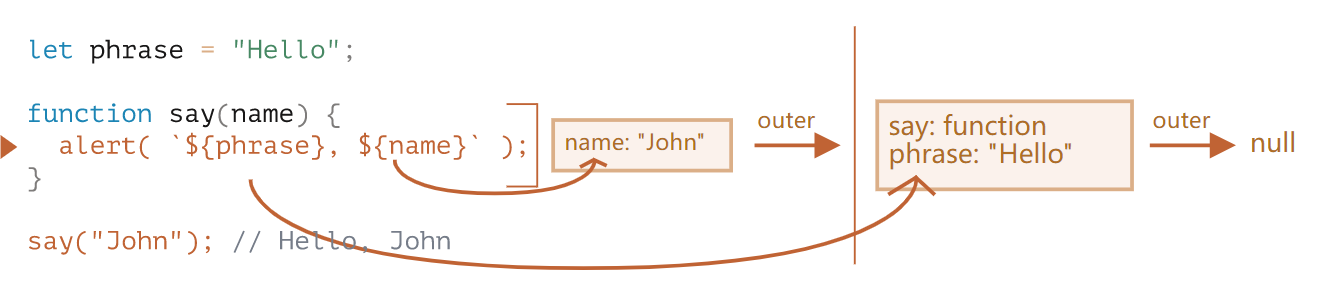 let phrase = "Hello";
function say(name) {
alert( `${phrase}, ${name}` );
}
say("John"); // Hello, John
name: "John"
outer
say: function
phrase: "Hello"
outer
null